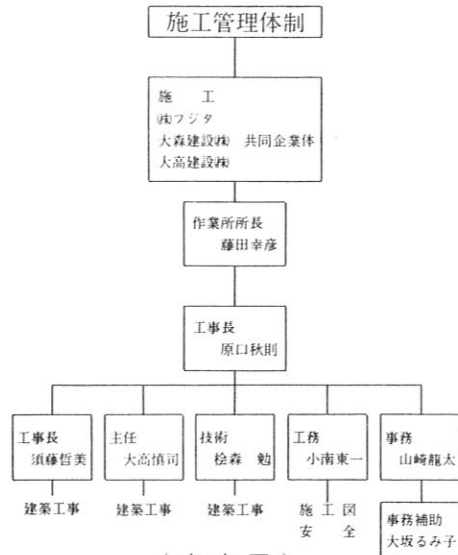 施工管理体制
施　工
㈱フジタ
大森建設㈱　共同企業体
大高建設㈱
作業所所長
藤田幸彦
工事長
原口秋則
工事長
須藤哲美
建築工事
主任
大高慎司
建築工事
技術
桧森　勉
建築工事
工務
小南東一
施工図
安　全
事務
山崎龍太
事務補助
大坂るみ子